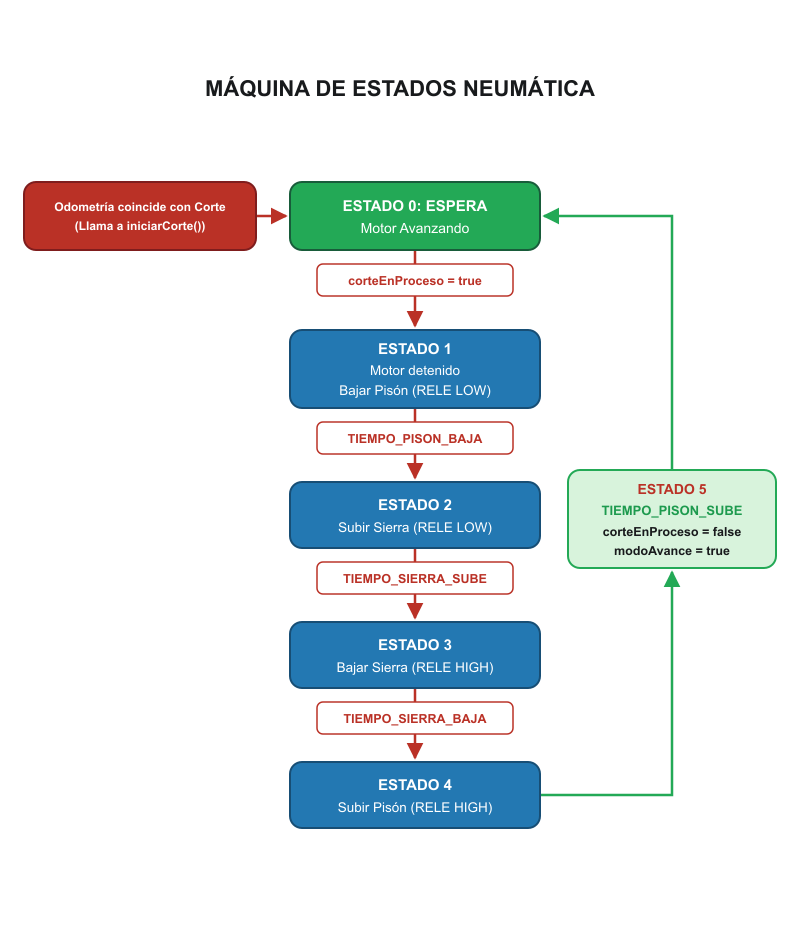 MÁQUINA DE ESTADOS NEUMÁTICA
Odometría coincide con Corte
(Llama a iniciarCorte())
ESTADO 0: ESPERA
Motor Avanzando
corteEnProceso = true
ESTADO 1
Motor detenido
Bajar Pisón (RELE LOW)
TIEMPO_PISON_BAJA
ESTADO 2
Subir Sierra (RELE LOW)
TIEMPO_SIERRA_SUBE
ESTADO 3
Bajar Sierra (RELE HIGH)
TIEMPO_SIERRA_BAJA
ESTADO 4
Subir Pisón (RELE HIGH)
ESTADO 5
TIEMPO_PISON_SUBE
corteEnProceso = false
modoAvance = true